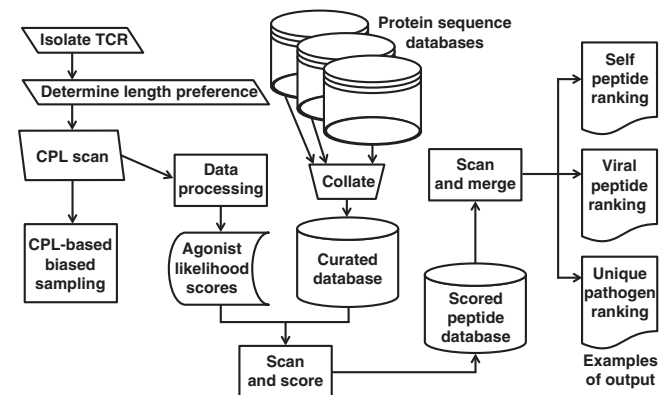 Isolate TCR
Determine length preference
CPL scan
CPL-based
biased
sampling
Data
processing
Agonist
likelihood
scores
Protein sequence
databases
Collate
Curated
database
Scan
and score
Scored
peptide
database
Scan
and merge
Self
peptide
ranking
Viral
peptide
ranking
Unique
pathogen
ranking
Examples
of output